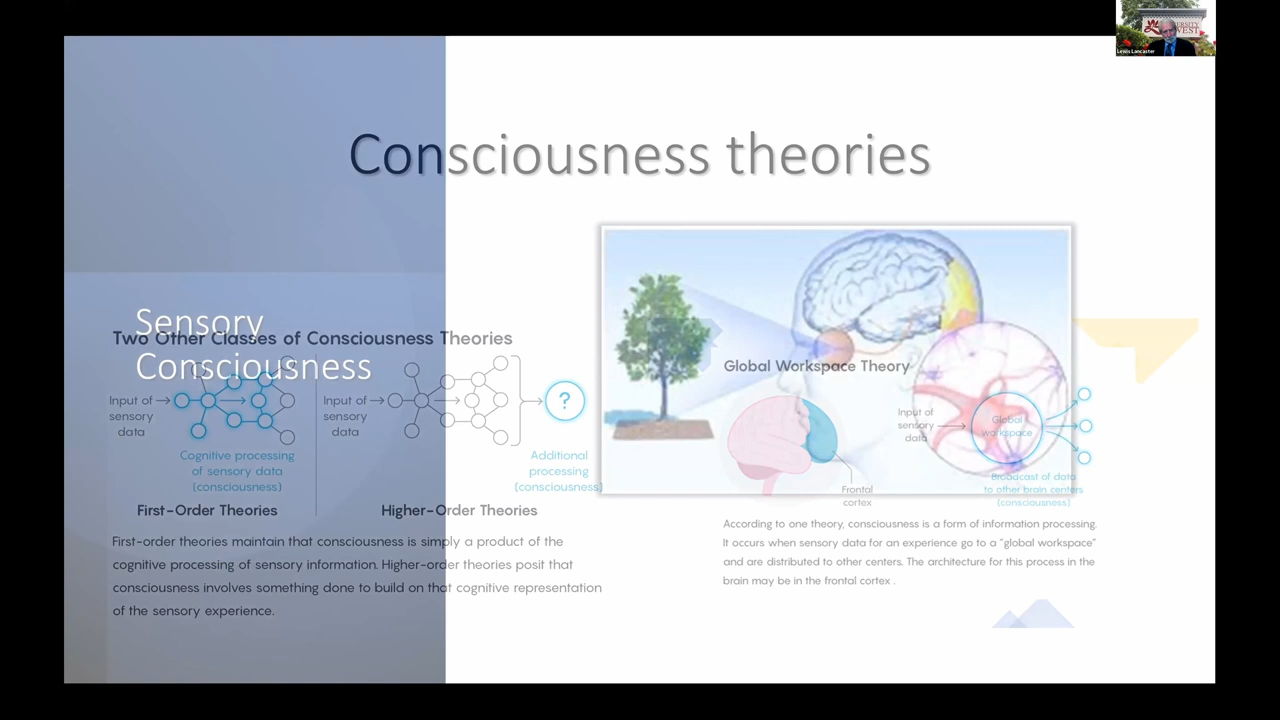 Lewis Lancaster
Consciousness theories
Sensory
Consciousness
Two Other Classes of Consciousness Theories
Input of
sensory
data
Cognitive processing
of sensory data
(consciousness)
First-Order Theories
Input of
sensory
data
?
Additional
processing
(consciousness)
Higher-Order Theories
First-order theories maintain that consciousness is simply a product of the
cognitive processing of sensory information. Higher-order theories posit that
consciousness involves something done to build on that cognitive representation
of the sensory experience.
Global Workspace Theory
Frontal
cortex
Input of
sensory
data
Global
workspace
Broadcast of data
to other brain centers
(consciousness)
According to one theory, consciousness is a form of information processing.
It occurs when sensory data for an experience go to a “global workspace”
and are distributed to other centers. The architecture for this process in the
brain may be in the frontal cortex .